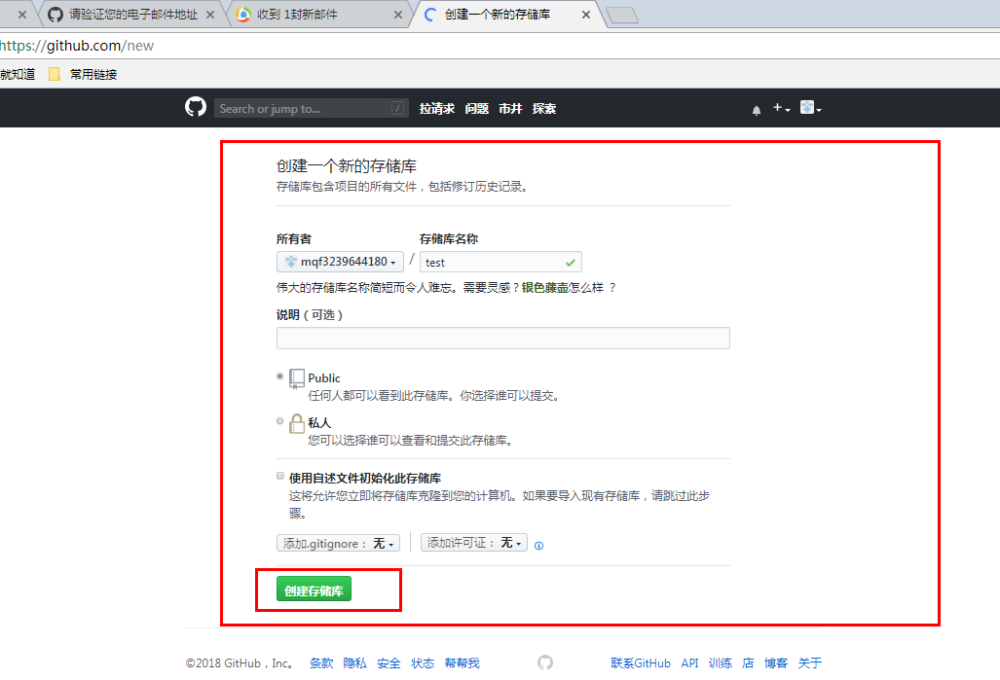 请验证您的电子邮件地址 收到 1封新邮件 创建一个新的存储库
https://github.com/new
就知道 常用链接
Search or jump to... / 拉请求 问题 市井 探索
创建一个新的存储库
存储库包含项目的所有文件，包括修订历史记录。
所有者 存储库名称
mqf3239644180 / test
伟大的存储库名称简短而令人难忘。需要灵感？银色藤壶怎么样 ？
说明（可选）
Public
任何人都可以看到此存储库。你选择谁可以提交。
私人
您可以选择谁可以查看和提交此存储库。
使用自述文件初始化此存储库
这将允许您立即将存储库克隆到您的计算机。如果要导入现有存储库，请跳过此步
骤。
添加.gitignore： 无 添加许可证： 无
创建存储库
©2018 GitHub，Inc。 条款 隐私 安全 状态 帮帮我 联系GitHub API 训练 店 博客 关于